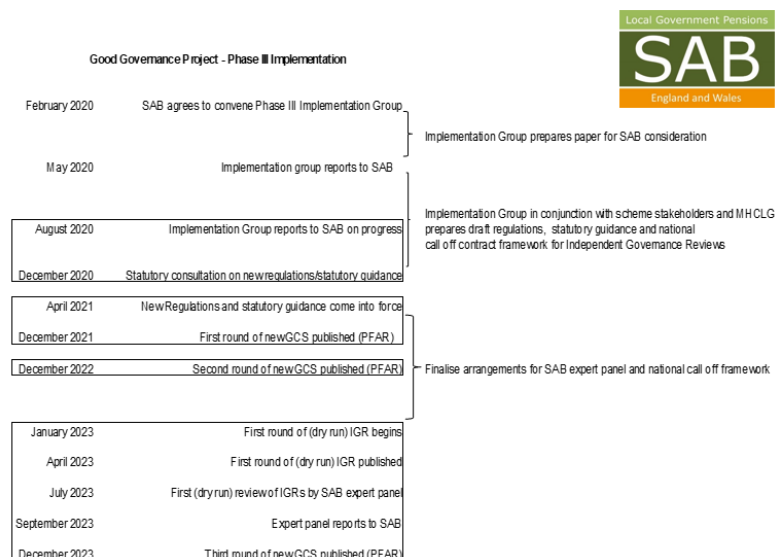 Local Government Pensions
SAB
England and Wales
Good Governance Project - Phase III Implementation
February 2020 SAB agrees to convene Phase III Implementation Group
Implementation Group prepares paper for SAB consideration
May 2020 Implementation group reports to SAB
Implementation Group in conjunction with scheme stakeholders and MHCLG
prepares draft regulations, statutory guidance and national
call off contract framework for Independent Governance Reviews
August 2020 Implementation Group reports to SAB on progress
December 2020 Statutory consultation on new regulations/statutory guidance
April 2021 New Regulations and statutory guidance come into force
December 2021 First round of new GCS published (PFAR)
December 2022 Second round of new GCS published (PFAR)
Finalise arrangements for SAB expert panel and national call off framework
January 2023 First round of (dry run) IGR begins
April 2023 First round of (dry run) IGR published
July 2023 First (dry run) review of IGRs by SAB expert panel
September 2023 Expert panel reports to SAB
December 2023 Third round of new GCS published (PFAR)